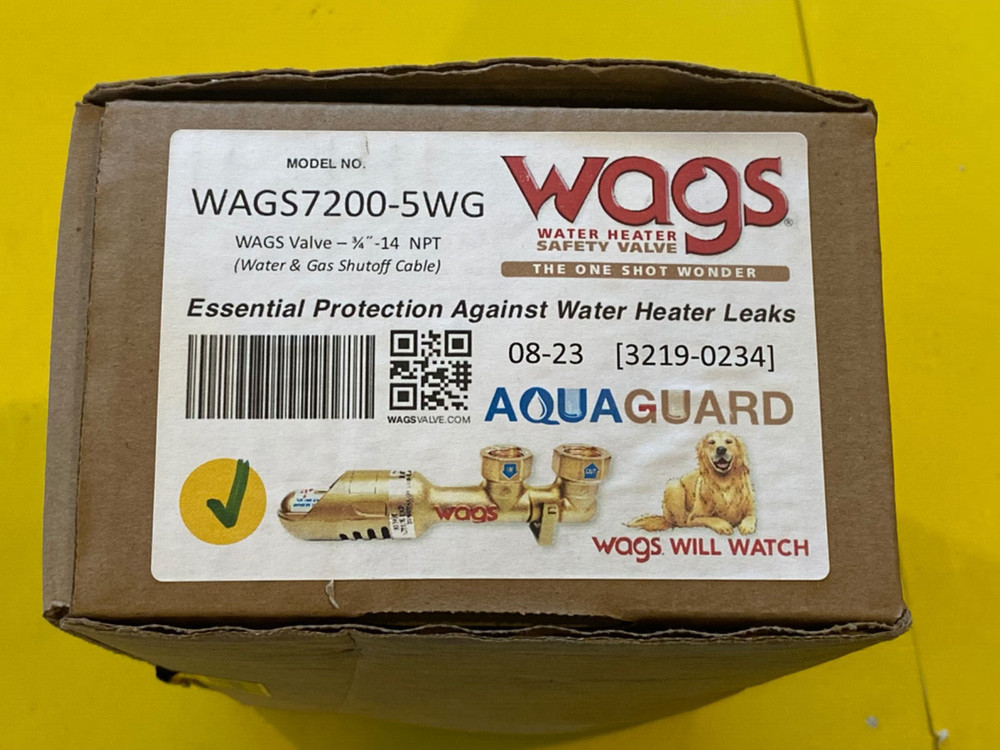 MODEL NO.
WAGS7200-5WG
WAGS Valve – ¾″-14 NPT
(Water & Gas Shutoff Cable)
wags®
WATER HEATER
SAFETY VALVE
THE ONE SHOT WONDER
Essential Protection Against Water Heater Leaks
08-23 [3219-0234]
WAGSVALVE.COM
AQUAGUARD
IN
OUT
wags
wags. WILL WATCH